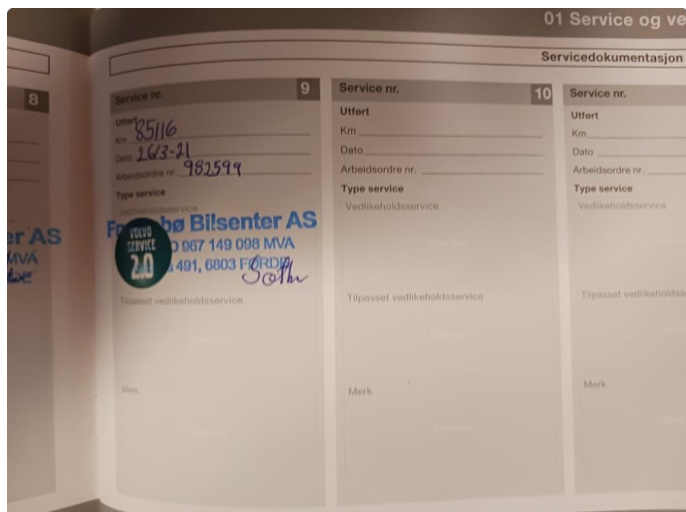 01 Service og ve
Servicedokumentasjon
8
er AS
MVA
Service nr. 9
Utført
Km 85116
Dato 26/3-21
Arbeidsordre nr. 982599
Type service
Vedlikeholdsservice
bø Bilsenter AS
967 149 098 MVA
491, 6803 FØRDE
VOLVO
SERVICE
2.0
Tilpasset vedlikeholdsservice
Merk
Service nr. 10
Utført
Km
Dato
Arbeidsordre nr.
Type service
Vedlikeholdsservice
Tilpasset vedlikeholdsservice
Merk
Service nr.
Utført
Km
Dato
Arbeidsordre nr.
Type service
Vedlikeholdsservice
Tilpasset vedlikeholdss
Merk